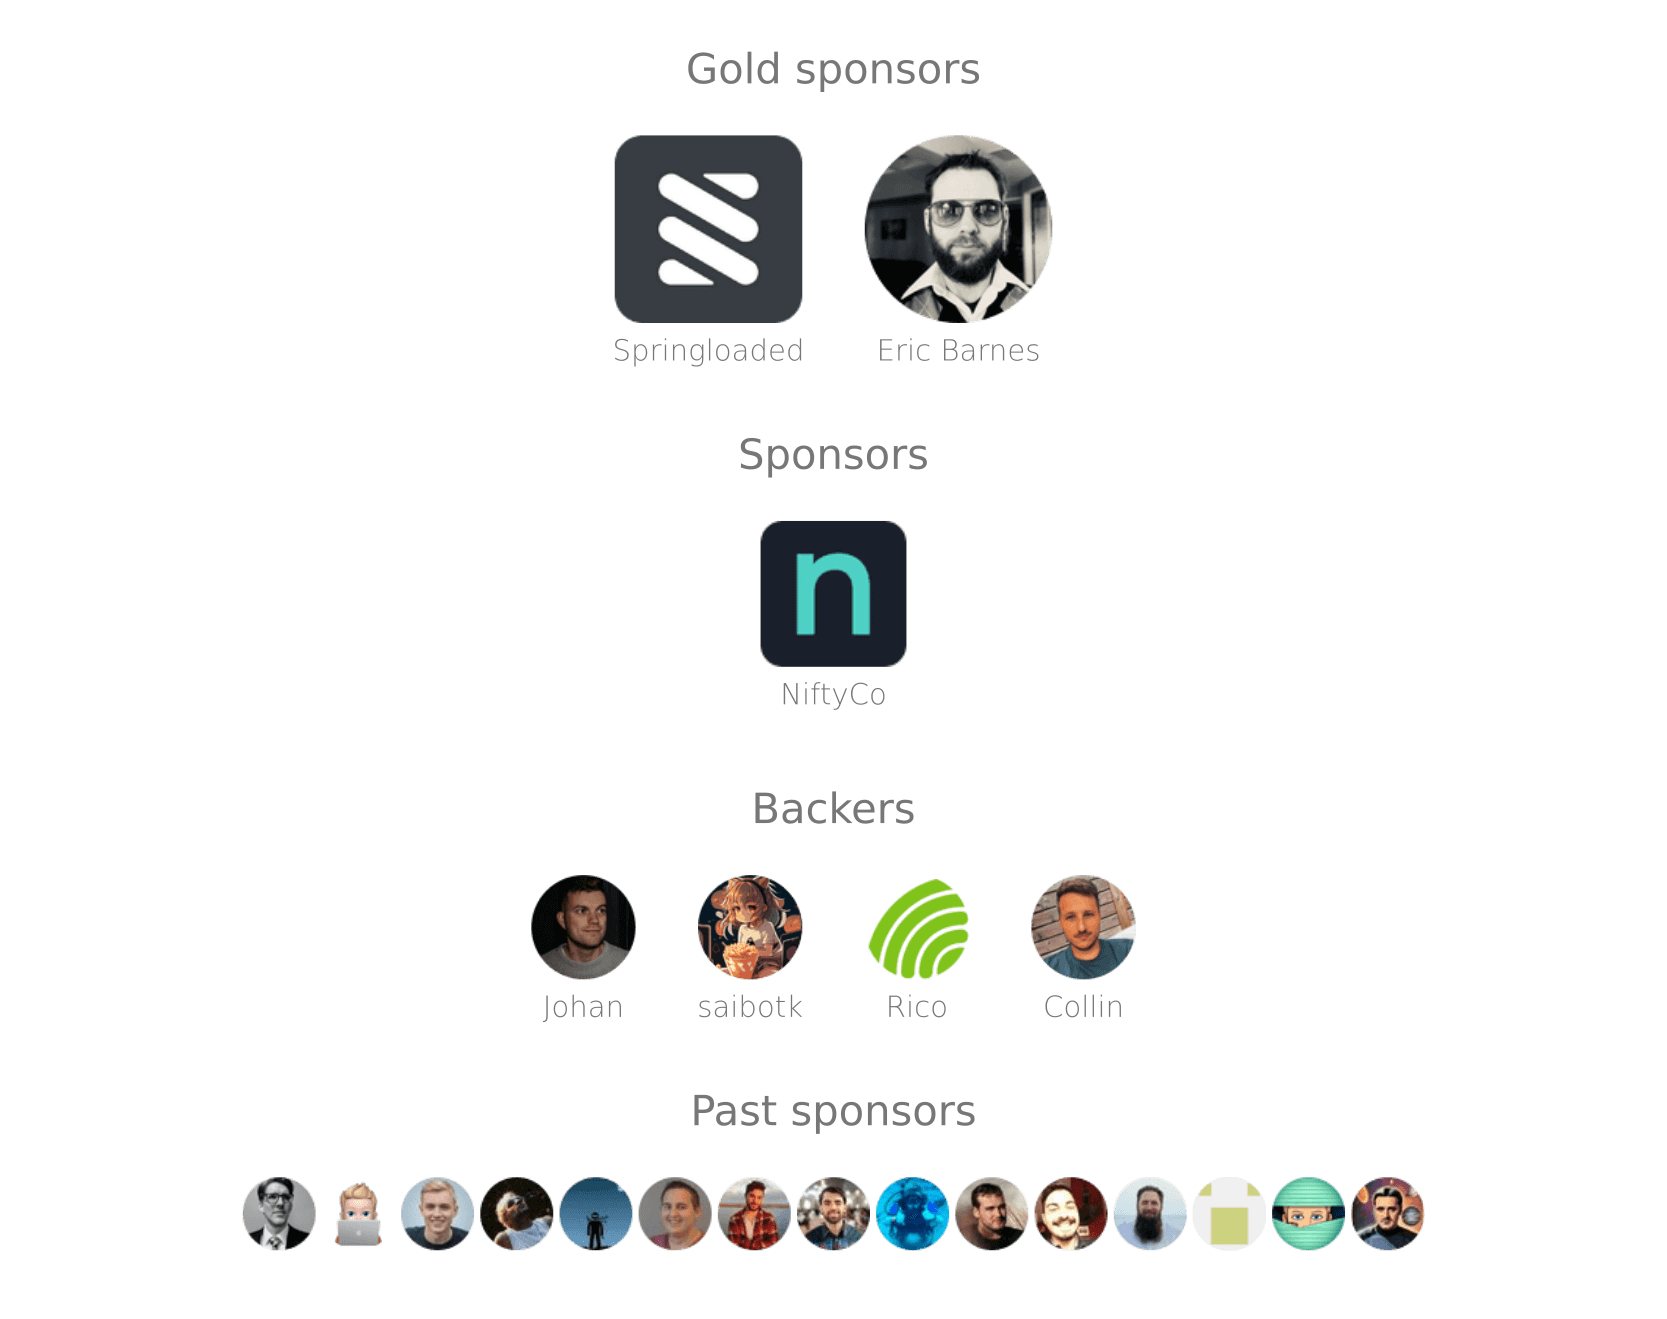 Gold sponsors
Springloaded
Eric Barnes
Sponsors
n
NiftyCo
Backers
Johan
saibotk
Rico
Collin
Past sponsors